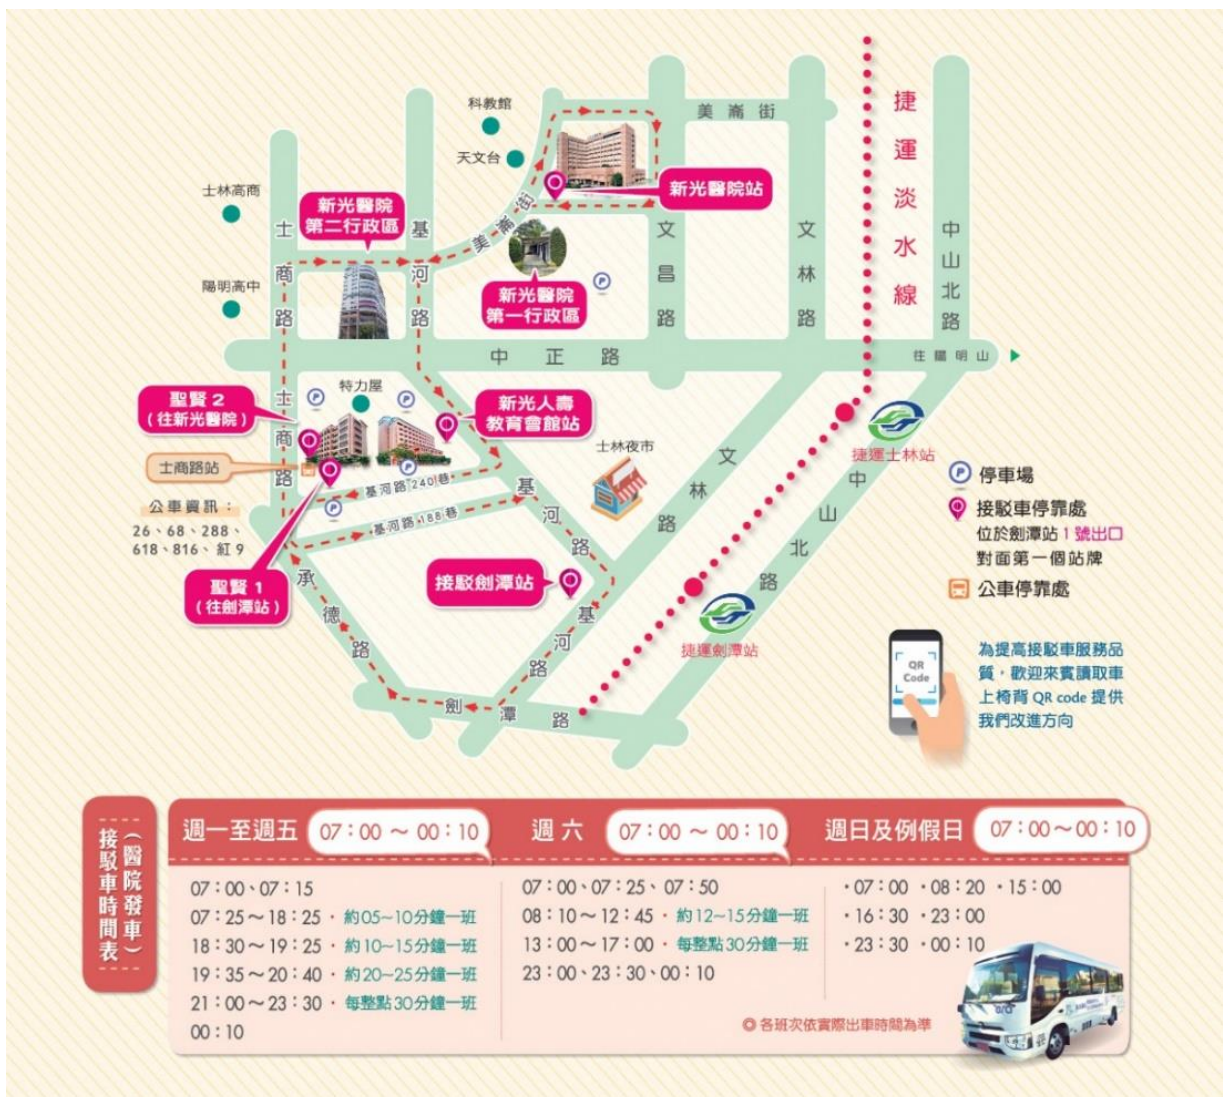 科教館
天文台
美崙街
捷運淡水線
士林高商
新光醫院
第二行政區
新光醫院站
士商路
基河路
美崙街
文昌路
文林路
中山北路
陽明高中
新光醫院
第一行政區
中正路
往陽明山
聖賢2
(往新光醫院)
特力屋
新光人壽
教育會館站
士商路
士商路站
士林夜市
捷運士林站
公車資訊：
26、68、288、
618、816、紅9
基河路240巷
基河路188巷
基河路
文林路
中山北路
停車場
接駁車停靠處
位於劍潭站1號出口
對面第一個站牌
公車停靠處
聖賢1
(往劍潭站)
承德路
接駁劍潭站
基河路
捷運劍潭站
劍潭路
QR
Code
為提高接駁車服務品
質，歡迎來賓讀取車
上椅背 QR code 提供
我們改進方向
(醫院發車)
接駁車時間表
週一至週五 07：00 ～ 00：10
07：00、07：15
07：25～18：25 · 約05~10分鐘一班
18：30～19：25 · 約10~15分鐘一班
19：35～20：40 · 約20~25分鐘一班
21：00～23：30 · 每整點30分鐘一班
00：10
週六 07：00 ～ 00：10
07：00、07：25、07：50
08：10～12：45 · 約12~15分鐘一班
13：00～17：00 · 每整點30分鐘一班
23：00、23：30、00：10
週日及例假日 07：00～00：10
·07：00 ·08：20 ·15：00
·16：30 ·23：00
·23：30 ·00：10
◎ 各班次依實際出車時間為準